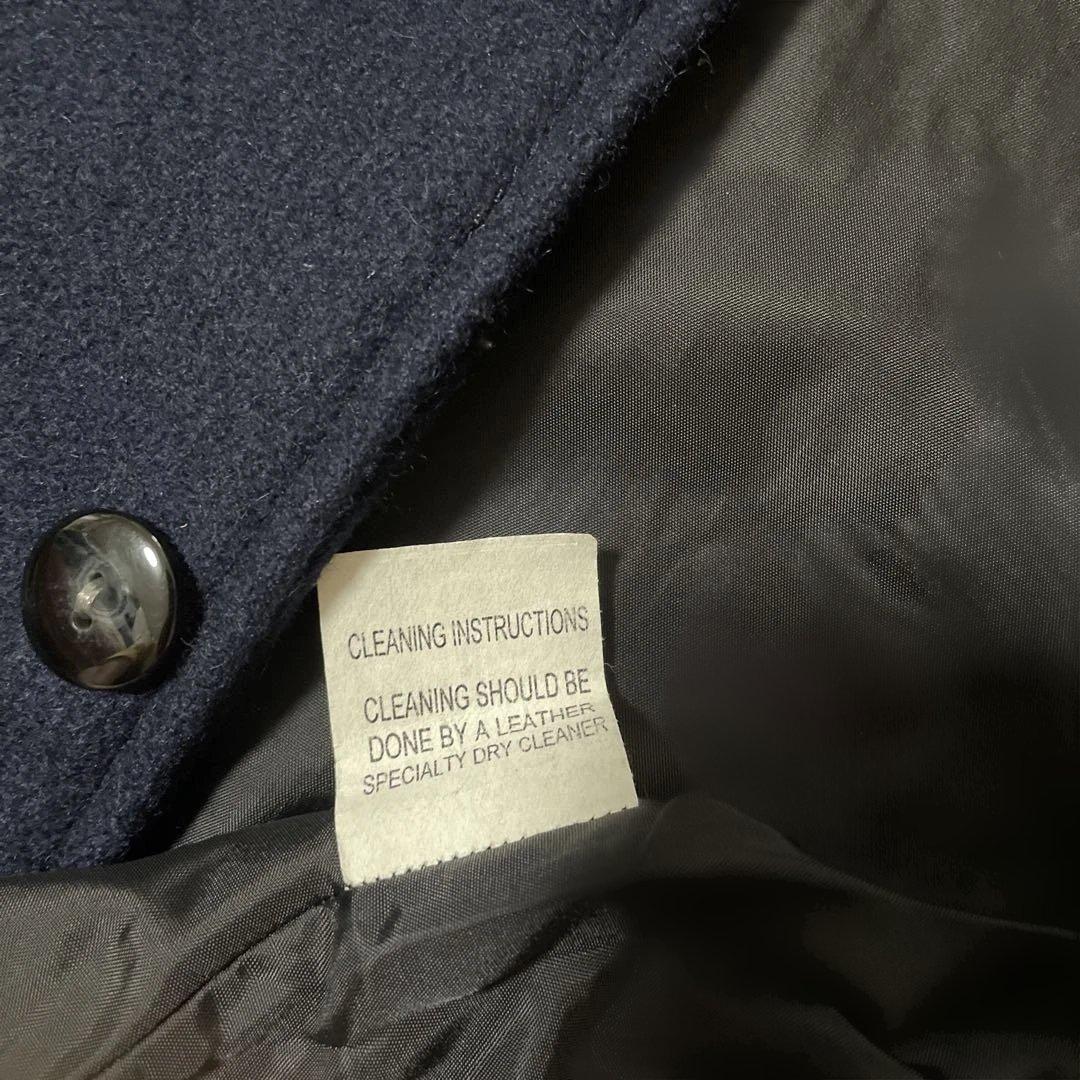 CLEANING INSTRUCTIONS
CLEANING SHOULD BE
DONE BY A LEATHER
SPECIALTY DRY CLEANER